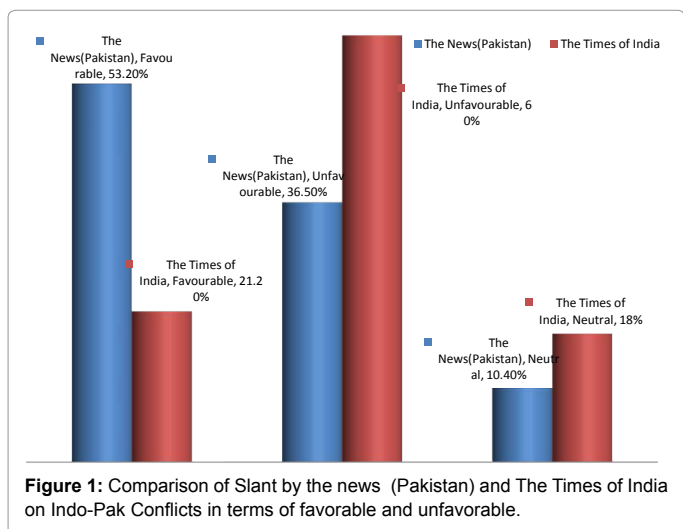 The
News(Pakistan), Favou
rable, 53.20%
The News(Pakistan)
The Times of India
The Times of
India, Unfavourable, 6
0%
The
News(Pakistan), Unfav
ourable, 36.50%
The Times of
India, Favourable, 21.2
0%
The Times of
India, Neutral, 18%
The
News(Pakistan), Neutr
al, 10.40%
Figure 1: Comparison of Slant by the news (Pakistan) and The Times of India
on Indo-Pak Conflicts in terms of favorable and unfavorable.